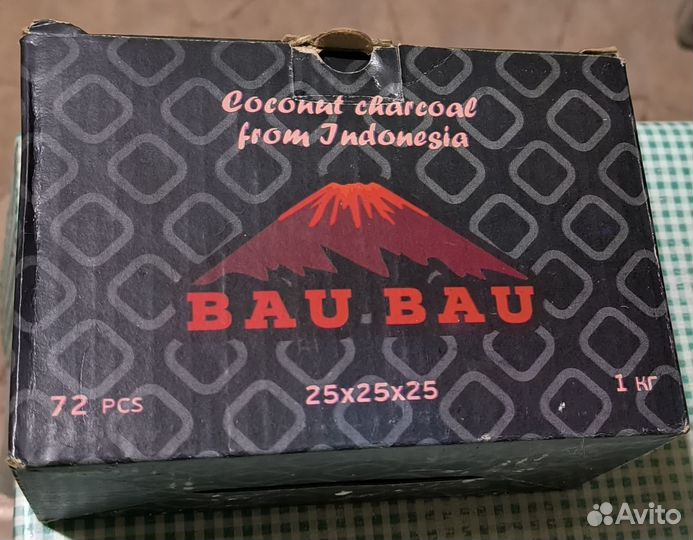 Coconut charcoal
from Indonesia
BAU BAU
72 PCS
25x25x25
1 кг
Avito